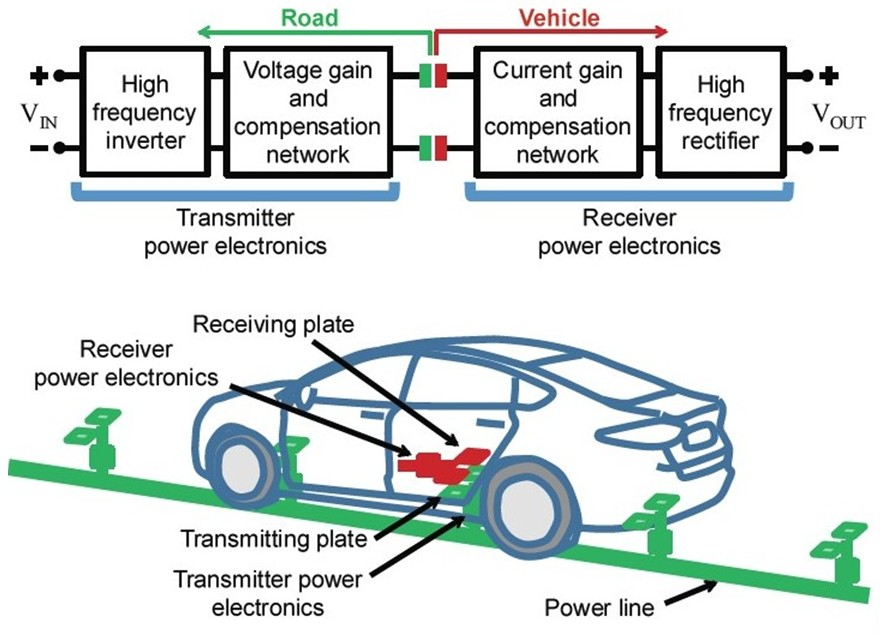 Road
Vehicle
+
High
frequency
inverter
Voltage gain
and
compensation
network
Current gain
and
compensation
network
High
frequency
rectifier
+
V_IN
V_OUT
−
−
Transmitter
power electronics
Receiver
power electronics
Receiving plate
Receiver
power electronics
Transmitting plate
Transmitter power
electronics
Power line